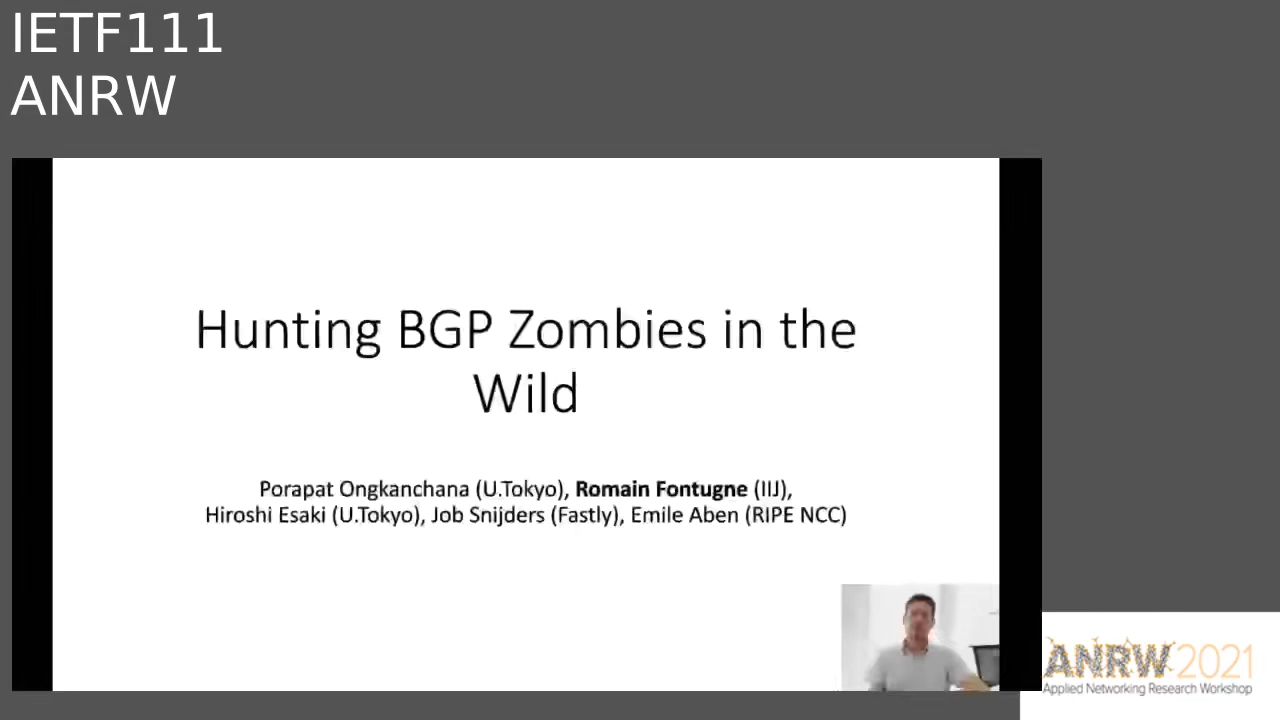 IETF111
ANRW
Hunting BGP Zombies in the
Wild
Porapat Ongkanchana (U.Tokyo), Romain Fontugne (IIJ),
Hiroshi Esaki (U.Tokyo), Job Snijders (Fastly), Emile Aben (RIPE NCC)
ANRW 2021
Applied Networking Research Workshop